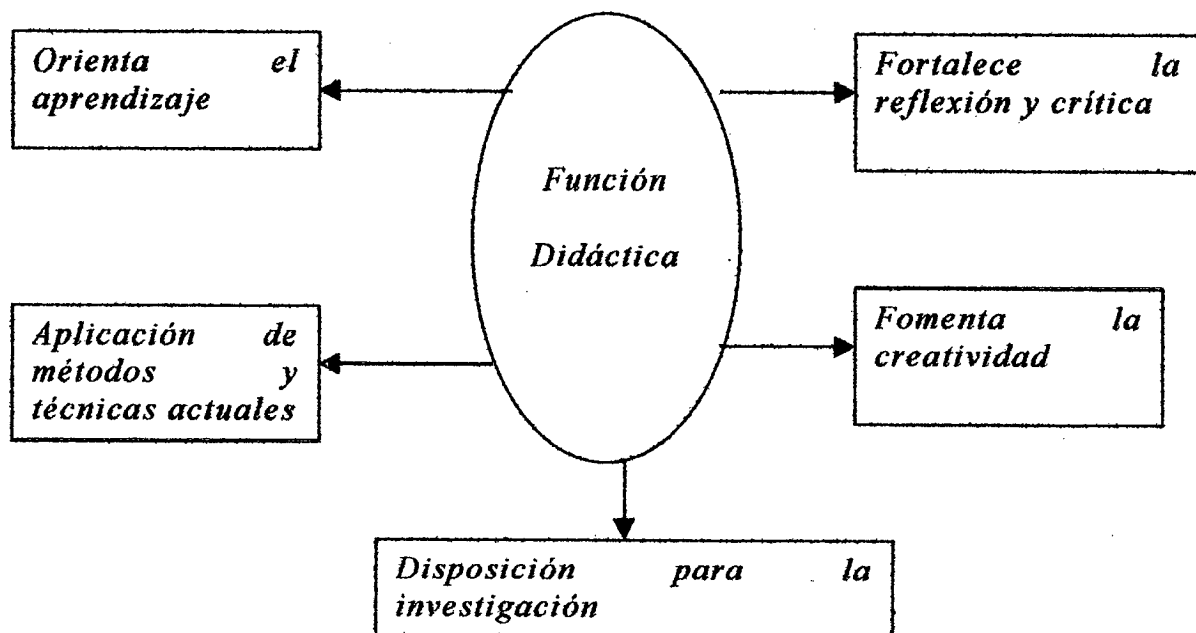 Orienta el
aprendizaje
Fortalece la
reflexión y crítica
Función
Didáctica
Aplicación de
métodos y
técnicas actuales
Fomenta la
creatividad
Disposición para la
investigación